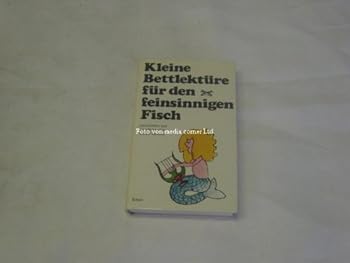 Kleine
Bettlektüre
für den
feinsinnigen
Fisch
Foto von media corner Ltd.